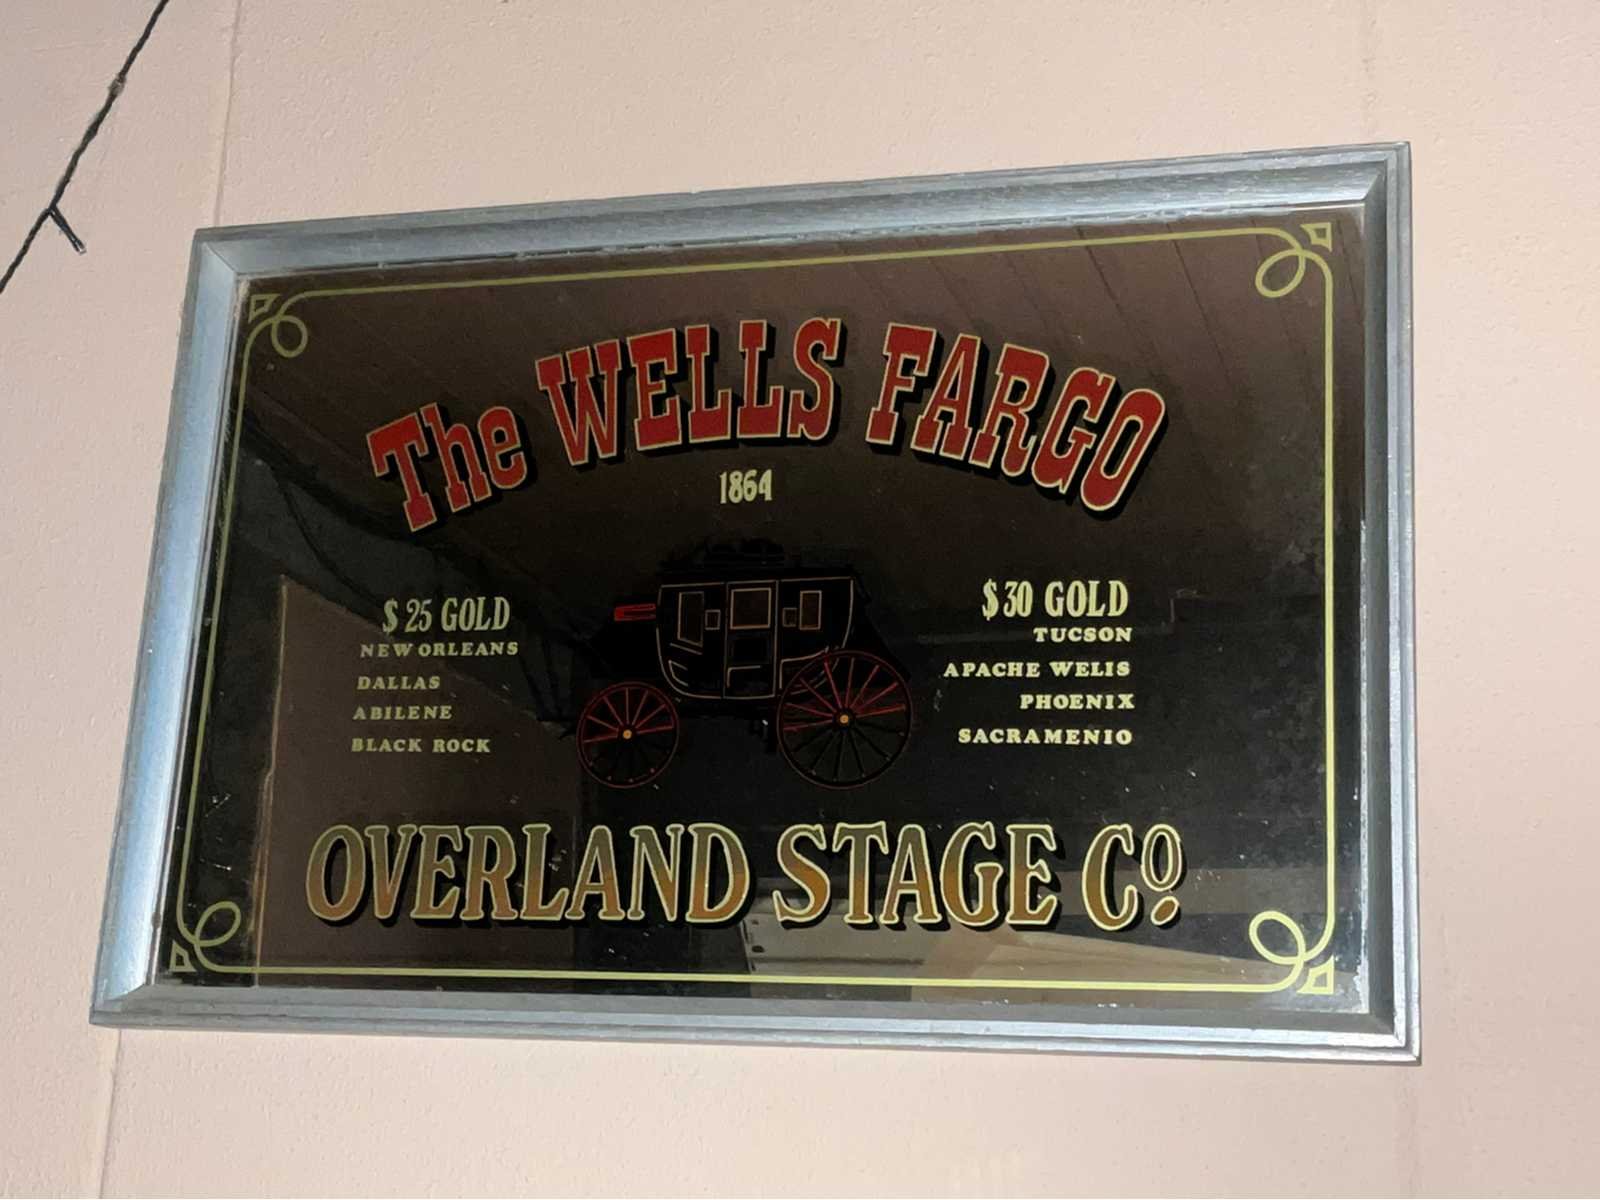 The WELLS FARGO
1864
$25 GOLD
NEW ORLEANS
DALLAS
ABILENE
BLACK ROCK
$30 GOLD
TUCSON
APACHE WELIS
PHOENIX
SACRAMENIO
OVERLAND STAGE Co.